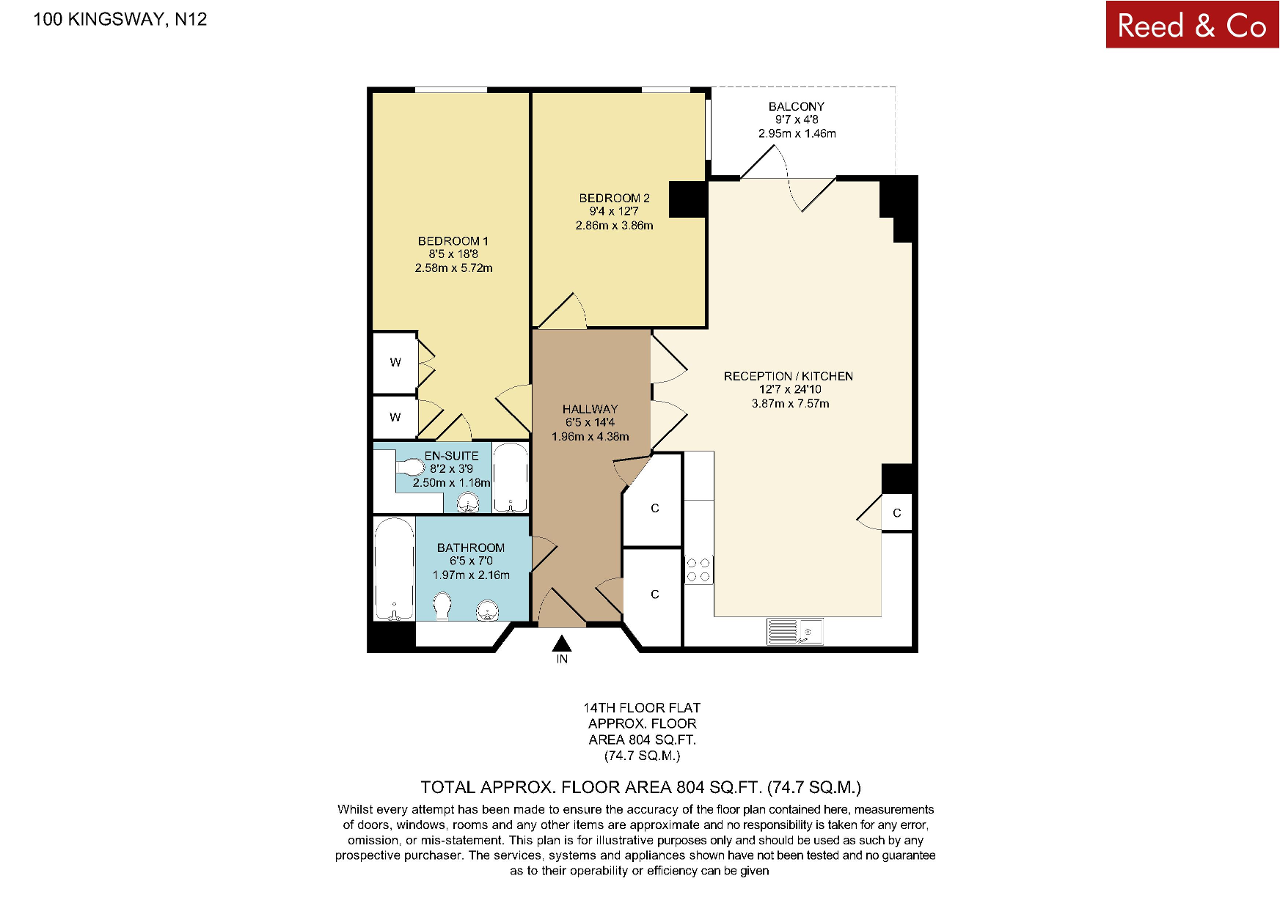 100 KINGSWAY, N12
Reed & Co
BALCONY
9'7 x 4'8
2.95m x 1.46m
BEDROOM 2
9'4 x 12'7
2.86m x 3.86m
BEDROOM 1
8'5 x 18'8
2.58m x 5.72m
W
W
RECEPTION / KITCHEN
12'7 x 24'10
3.87m x 7.57m
HALLWAY
6'5 x 14'4
1.96m x 4.38m
EN-SUITE
8'2 x 3'9
2.50m x 1.18m
C
C
BATHROOM
6'5 x 7'0
1.97m x 2.16m
C
IN
14TH FLOOR FLAT
APPROX. FLOOR
AREA 804 SQ.FT.
(74.7 SQ.M.)
TOTAL APPROX. FLOOR AREA 804 SQ.FT. (74.7 SQ.M.)
Whilst every attempt has been made to ensure the accuracy of the floor plan contained here, measurements
of doors, windows, rooms and any other items are approximate and no responsibility is taken for any error,
omission, or mis-statement. This plan is for illustrative purposes only and should be used as such by any
prospective purchaser. The services, systems and appliances shown have not been tested and no guarantee
as to their operability or efficiency can be given